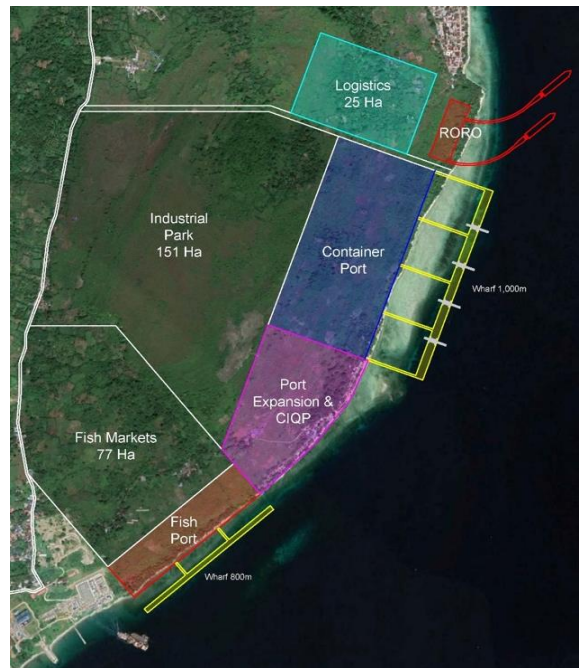 Logistics
25 Ha
RORO
Industrial
Park
151 Ha
Container
Port
Wharf 1,000m
Port
Expansion &
CIQP
Fish Markets
77 Ha
Fish
Port
Wharf 800m